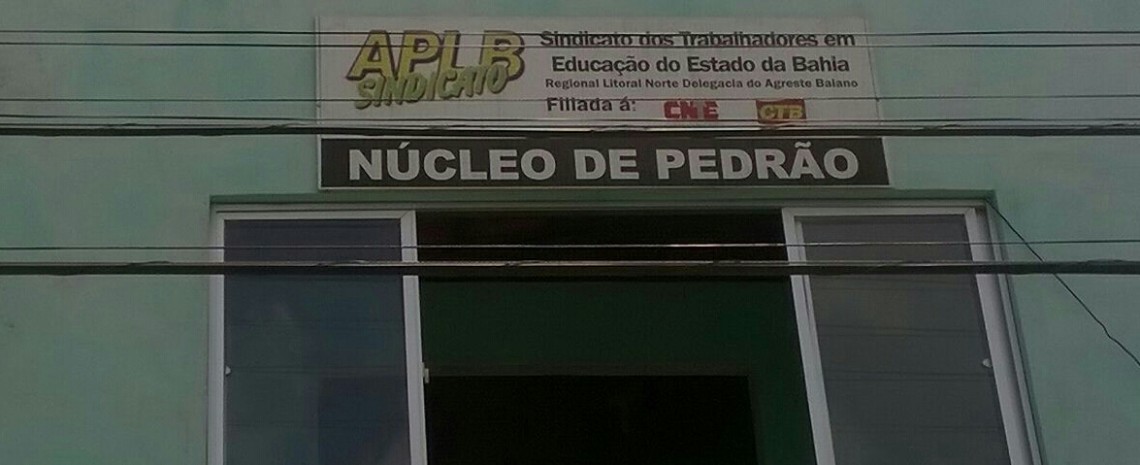 APLB
SINDICATO
Sindicato dos Trabalhadores em
Educação do Estado da Bahia
Regional Litoral Norte Delegacia do Agreste Baiano
Filiada á: CNTE CTB
NÚCLEO DE PEDRÃO